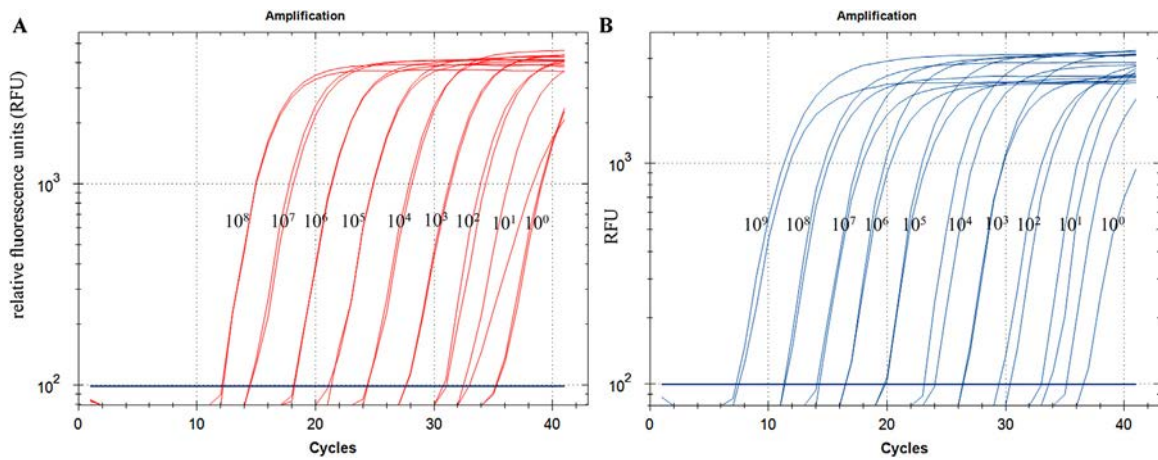 Amplification
A
relative fluorescence units (RFU)
10³
10²
10⁸ 10⁷ 10⁶ 10⁵ 10⁴ 10³ 10² 10¹ 10⁰
0 10 20 30 40
Cycles
Amplification
B
RFU
10³
10²
10⁹ 10⁸ 10⁷ 10⁶ 10⁵ 10⁴ 10³ 10² 10¹ 10⁰
0 10 20 30 40
Cycles